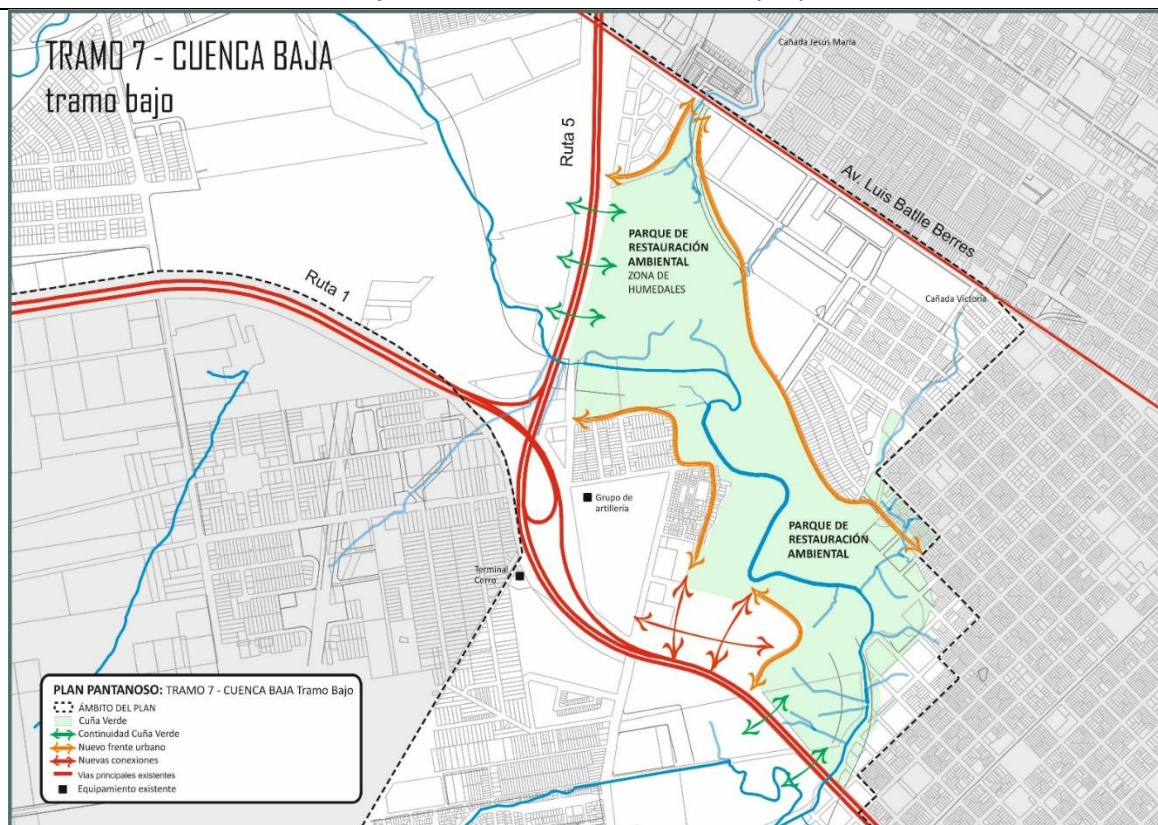 TRAMO 7 - CUENCA BAJA
tramo bajo
Cañada Jesús María
Ruta 5
Av. Luis Batlle Berres
PARQUE DE
RESTAURACIÓN
AMBIENTAL
ZONA DE
HUMEDALES
Ruta 1
Cañada Victoria
Grupo de
artillería
PARQUE DE
RESTAURACIÓN
AMBIENTAL
Terminal
Cerro
PLAN PANTANOSO: TRAMO 7 - CUENCA BAJA Tramo Bajo
ÁMBITO DEL PLAN
Cuña Verde
Continuidad Cuña Verde
Nuevo frente urbano
Nuevas conexiones
Vías principales existentes
Equipamiento existente